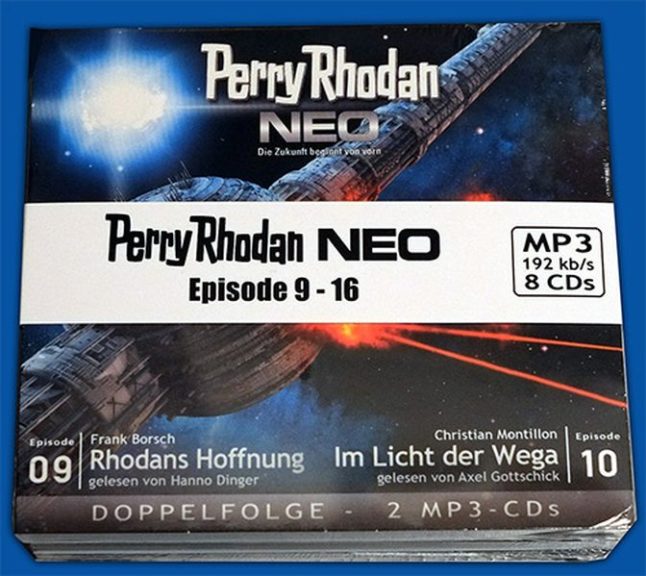 Perry Rhodan
NEO
Die Zukunft beginnt von vorn
Perry Rhodan NEO
Episode 9 - 16
MP3
192 kb/s
8 CDs
Episode
09
Frank Borsch
Rhodans Hoffnung
gelesen von Hanno Dinger
Christian Montillon
Im Licht der Wega
gelesen von Axel Gottschick
Episode
10
DOPPELFOLGE - 2 MP3-CDs